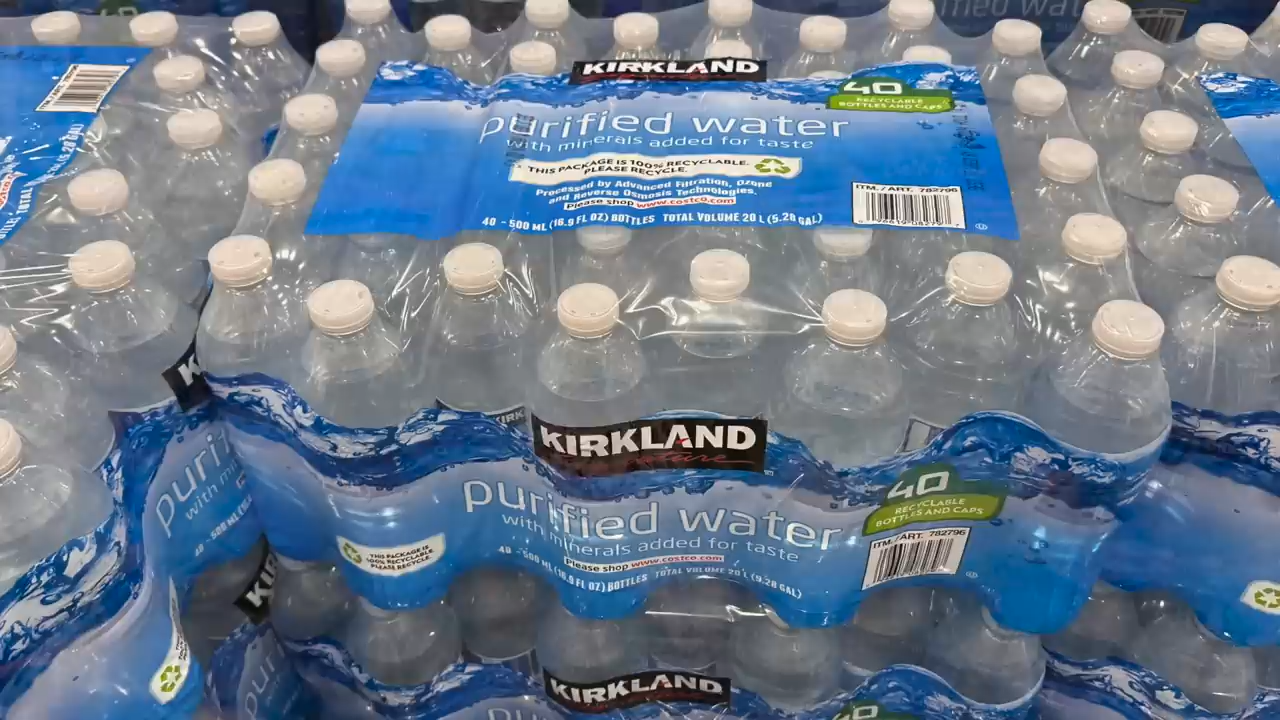 KIRKLAND
40
RECYCLABLE
BOTTLES AND CAPS
purified water
with minerals added for taste
THIS PACKAGE IS 100% RECYCLABLE.
PLEASE RECYCLE.
Processed by Advanced Filtration, Ozone
and Reverse Osmosis Technologies.
Please shop www.costco.com
ITM./ART. 782796
40 - 500 ML (16.9 FL OZ) BOTTLES TOTAL VOLUME 20 L (5.28 GAL)
KIRKLAND
Signature
40
RECYCLABLE
BOTTLES AND CAPS
purified water
with minerals added for taste
THIS PACKAGE IS
100% RECYCLABLE.
PLEASE RECYCLE.
ITM./ART. 782796
Please shop www.costco.com
40 - 500 ML (16.9 FL OZ) BOTTLES TOTAL VOLUME 20 L (5.28 GAL)
KIRKLAND
40